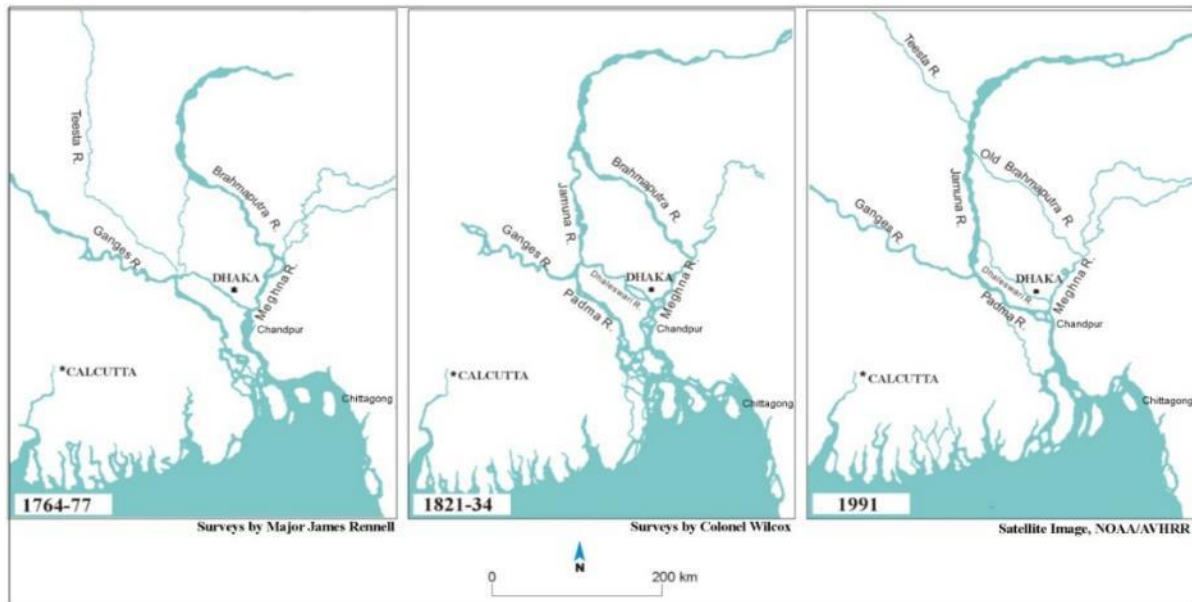 Teesta R.
Brahmaputra R.
Ganges R.
DHAKA
Meghna R.
Chandpur
CALCUTTA
Chittagong
1764-77
Surveys by Major James Rennell
Brahmaputra R.
Jamuna R.
Ganges R.
DHAKA
Dhaleswari R.
Meghna R.
Padma R.
Chandpur
CALCUTTA
Chittagong
1821-34
Surveys by Colonel Wilcox
Teesta R.
Old Brahmaputra R.
Jamuna R.
Ganges R.
DHAKA
Dhaleswari R.
Meghna R.
Padma R.
Chandpur
CALCUTTA
Chittagong
1991
Satellite Image, NOAA/AVHRR
N
0 200 km